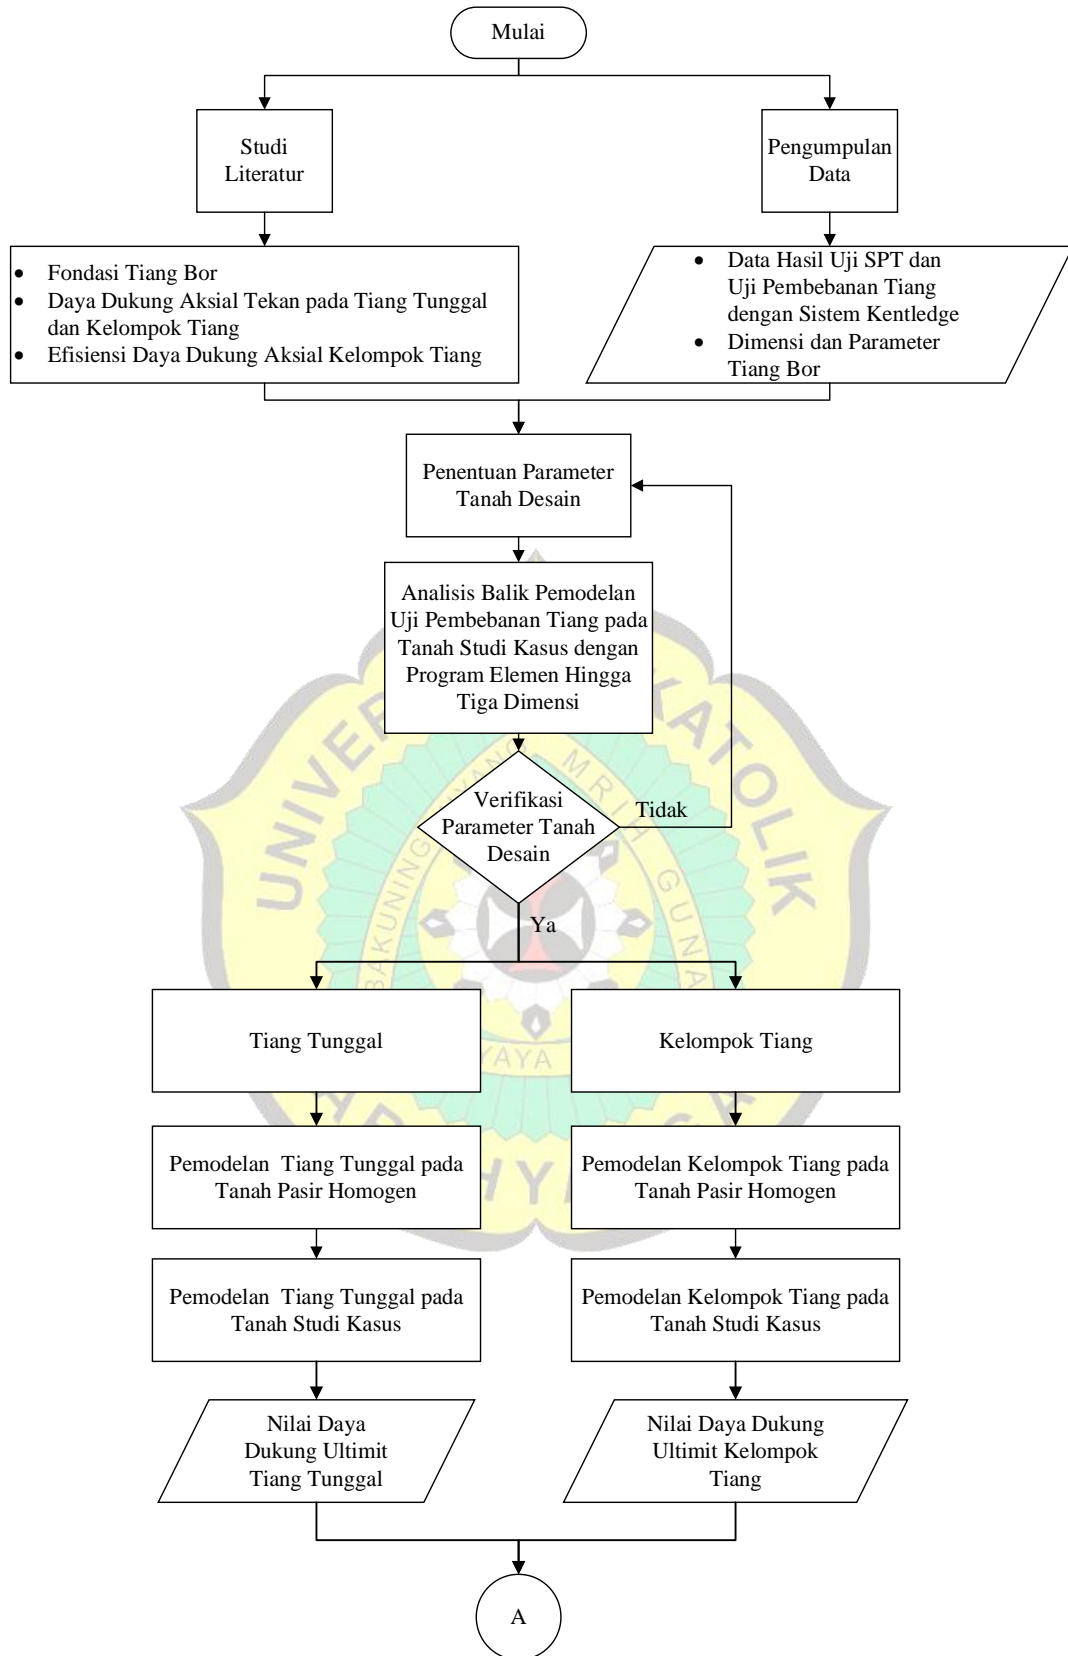 Mulai
Studi
Literatur
Pengumpulan
Data
• Fondasi Tiang Bor
• Daya Dukung Aksial Tekan pada Tiang Tunggal
dan Kelompok Tiang
• Efisiensi Daya Dukung Aksial Kelompok Tiang
• Data Hasil Uji SPT dan
Uji Pembebanan Tiang
dengan Sistem Kentledge
• Dimensi dan Parameter
Tiang Bor
Penentuan Parameter
Tanah Desain
Analisis Balik Pemodelan
Uji Pembebanan Tiang pada
Tanah Studi Kasus dengan
Program Elemen Hingga
Tiga Dimensi
Verifikasi
Parameter Tanah
Desain
Tidak
Ya
Tiang Tunggal
Kelompok Tiang
Pemodelan Tiang Tunggal pada
Tanah Pasir Homogen
Pemodelan Kelompok Tiang pada
Tanah Pasir Homogen
Pemodelan Tiang Tunggal pada
Tanah Studi Kasus
Pemodelan Kelompok Tiang pada
Tanah Studi Kasus
Nilai Daya
Dukung Ultimit
Tiang Tunggal
Nilai Daya Dukung
Ultimit Kelompok
Tiang
A
KATOLIK
BAKUNING
MRIH GUNA